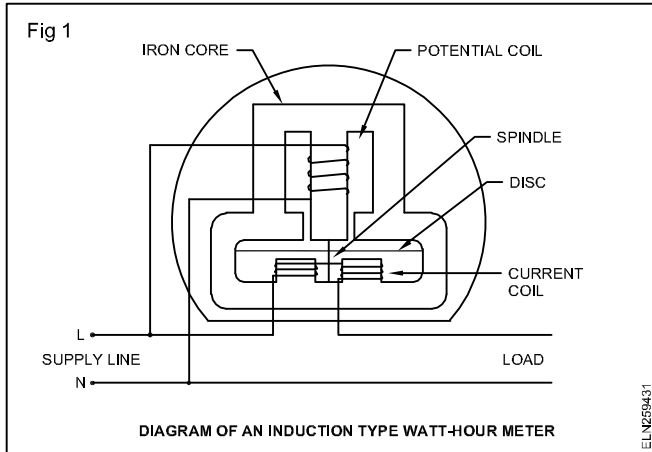 Fig 1
IRON CORE
POTENTIAL COIL
SPINDLE
DISC
CURRENT
COIL
L
SUPPLY LINE
LOAD
N
DIAGRAM OF AN INDUCTION TYPE WATT-HOUR METER
ELN259431